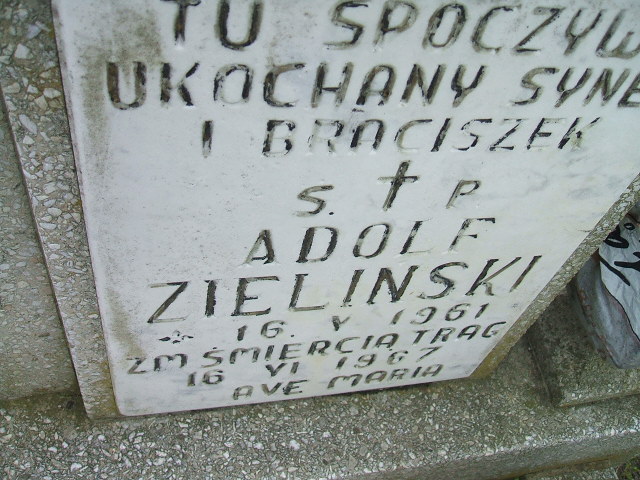 TU SPOCZYW
UKOCHANY SYNE
I BRACISZEK
S. † P
ADOLF
ZIELINSKI
* 16. V 1961
ZM ŚMIERCIĄ TRAG
16 VI 1967
AVE MARIA